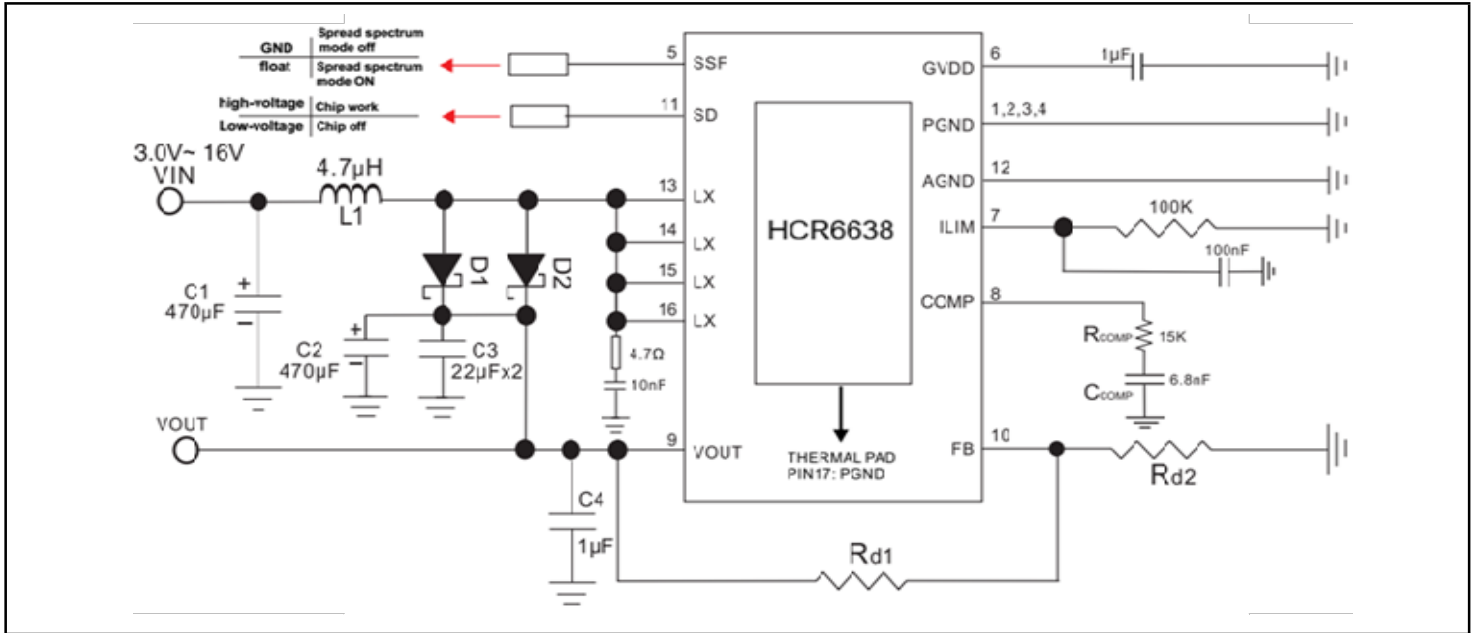 GND
Spread spectrum
mode off
float
Spread spectrum
mode ON
high-voltage
Chip work
Low-voltage
Chip off
5
SSF
11
SD
3.0V~ 16V
VIN
4.7μH
L1
13
LX
14
LX
15
LX
16
LX
D1
D2
C1
470μF
+
−
C2
470μF
+
−
C3
22μFx2
4.7Ω
10nF
VOUT
9
VOUT
C4
1μF
HCR6638
THERMAL PAD
PIN17: PGND
6
GVDD
1μF
1,2,3,4
PGND
12
AGND
7
ILIM
100K
100nF
8
COMP
RCOMP
15K
6.8nF
CCOMP
10
FB
Rd2
Rd1